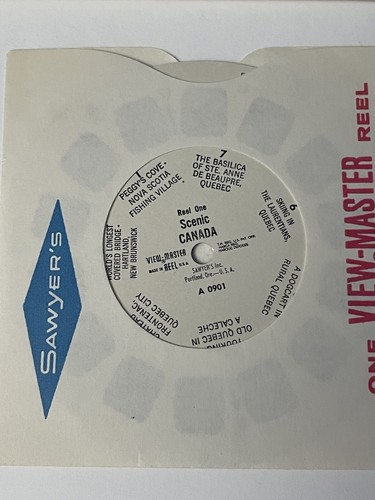 SAWYER'S
Reel One
Scenic
CANADA
VIEW-MASTER
REEL
MADE IN U.S.A.
SAWYER'S Inc.
Portland, Ore.—U.S.A.
A 0901
1
PEGGY'S COVE-
NOVA SCOTIA
FISHING VILLAGE
7
THE BASILICA
OF STE. ANNE
DE BEAUPRE,
QUEBEC
6
SKIING IN
THE LAURENTIANS,
QUEBEC
A DOGCART IN
RURAL QUEBEC
TOURING
OLD QUEBEC IN
A CALECHE
FRONTENAC,
QUEBEC CITY
WORLD'S LONGEST
COVERED BRIDGE-
HARTLAND,
NEW BRUNSWICK
ONE VIEW-MASTER REEL